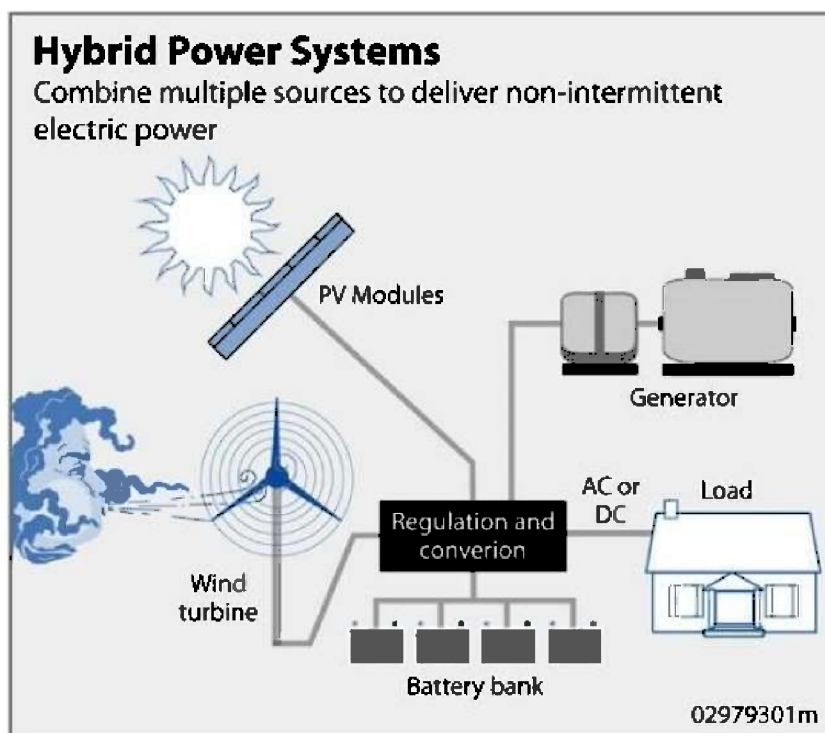 Hybrid Power Systems
Combine multiple sources to deliver non-intermittent
electric power
PV Modules
Generator
AC or
DC
Load
Regulation and
converion
Wind
turbine
Battery bank
02979301m